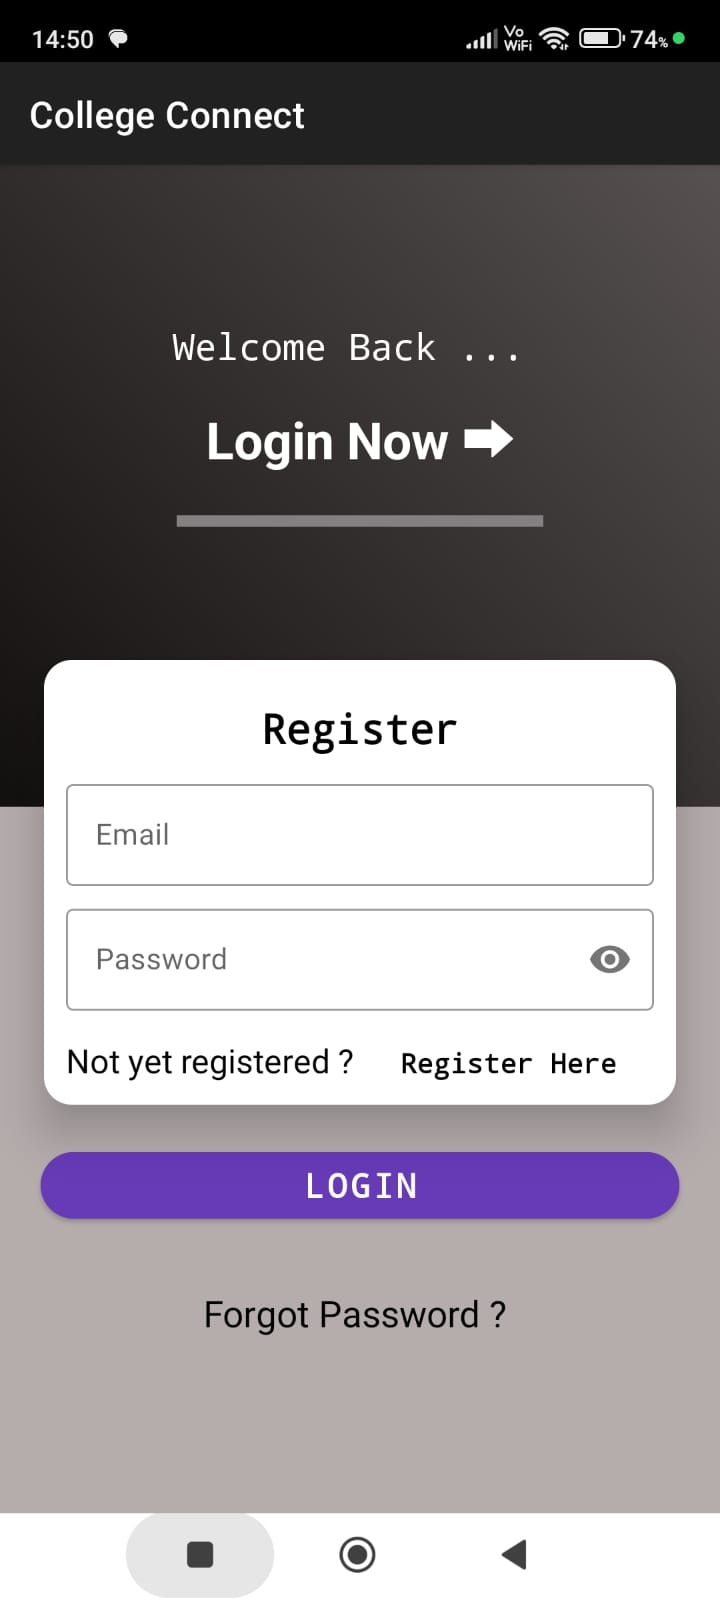 14:50
Vo
WiFi
74%
College Connect
Welcome Back ...
Login Now
Register
Email
Password
Not yet registered ? Register Here
LOGIN
Forgot Password ?